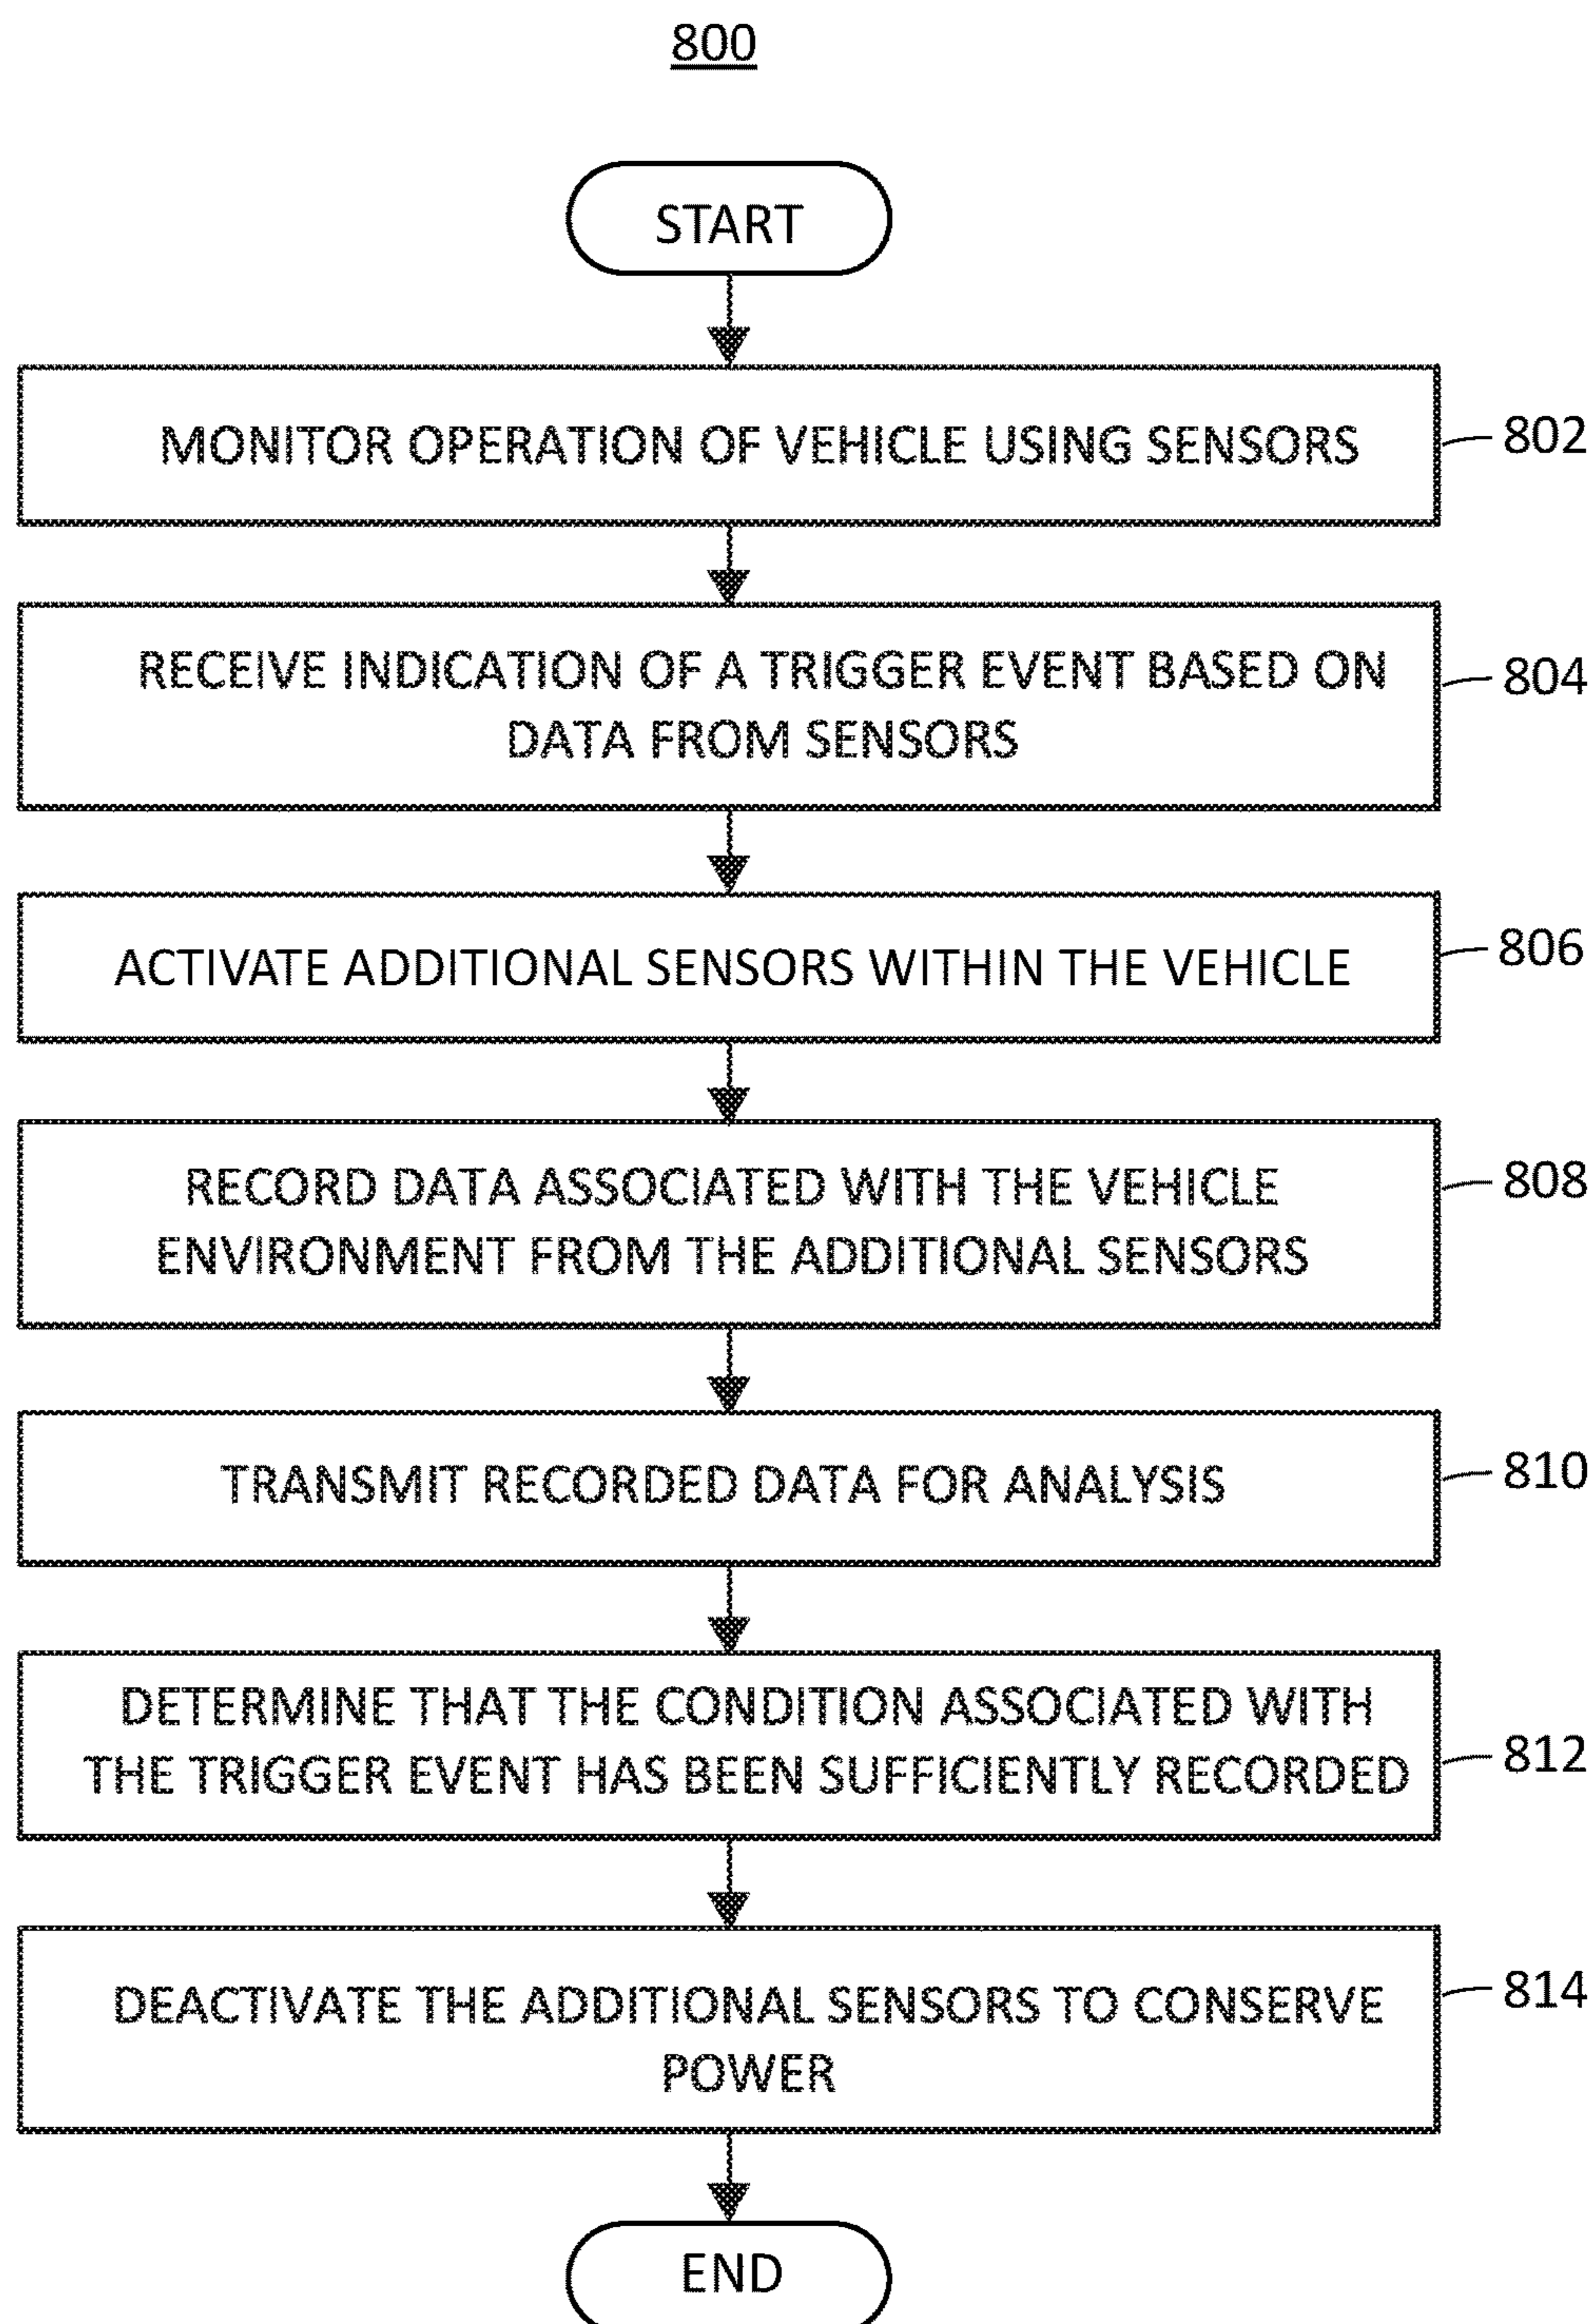 800
START
MONITOR OPERATION OF VEHICLE USING SENSORS
802
RECEIVE INDICATION OF A TRIGGER EVENT BASED ON
DATA FROM SENSORS
804
ACTIVATE ADDITIONAL SENSORS WITHIN THE VEHICLE
806
RECORD DATA ASSOCIATED WITH THE VEHICLE
ENVIRONMENT FROM THE ADDITIONAL SENSORS
808
TRANSMIT RECORDED DATA FOR ANALYSIS
810
DETERMINE THAT THE CONDITION ASSOCIATED WITH
THE TRIGGER EVENT HAS BEEN SUFFICIENTLY RECORDED
812
DEACTIVATE THE ADDITIONAL SENSORS TO CONSERVE
POWER
814
END